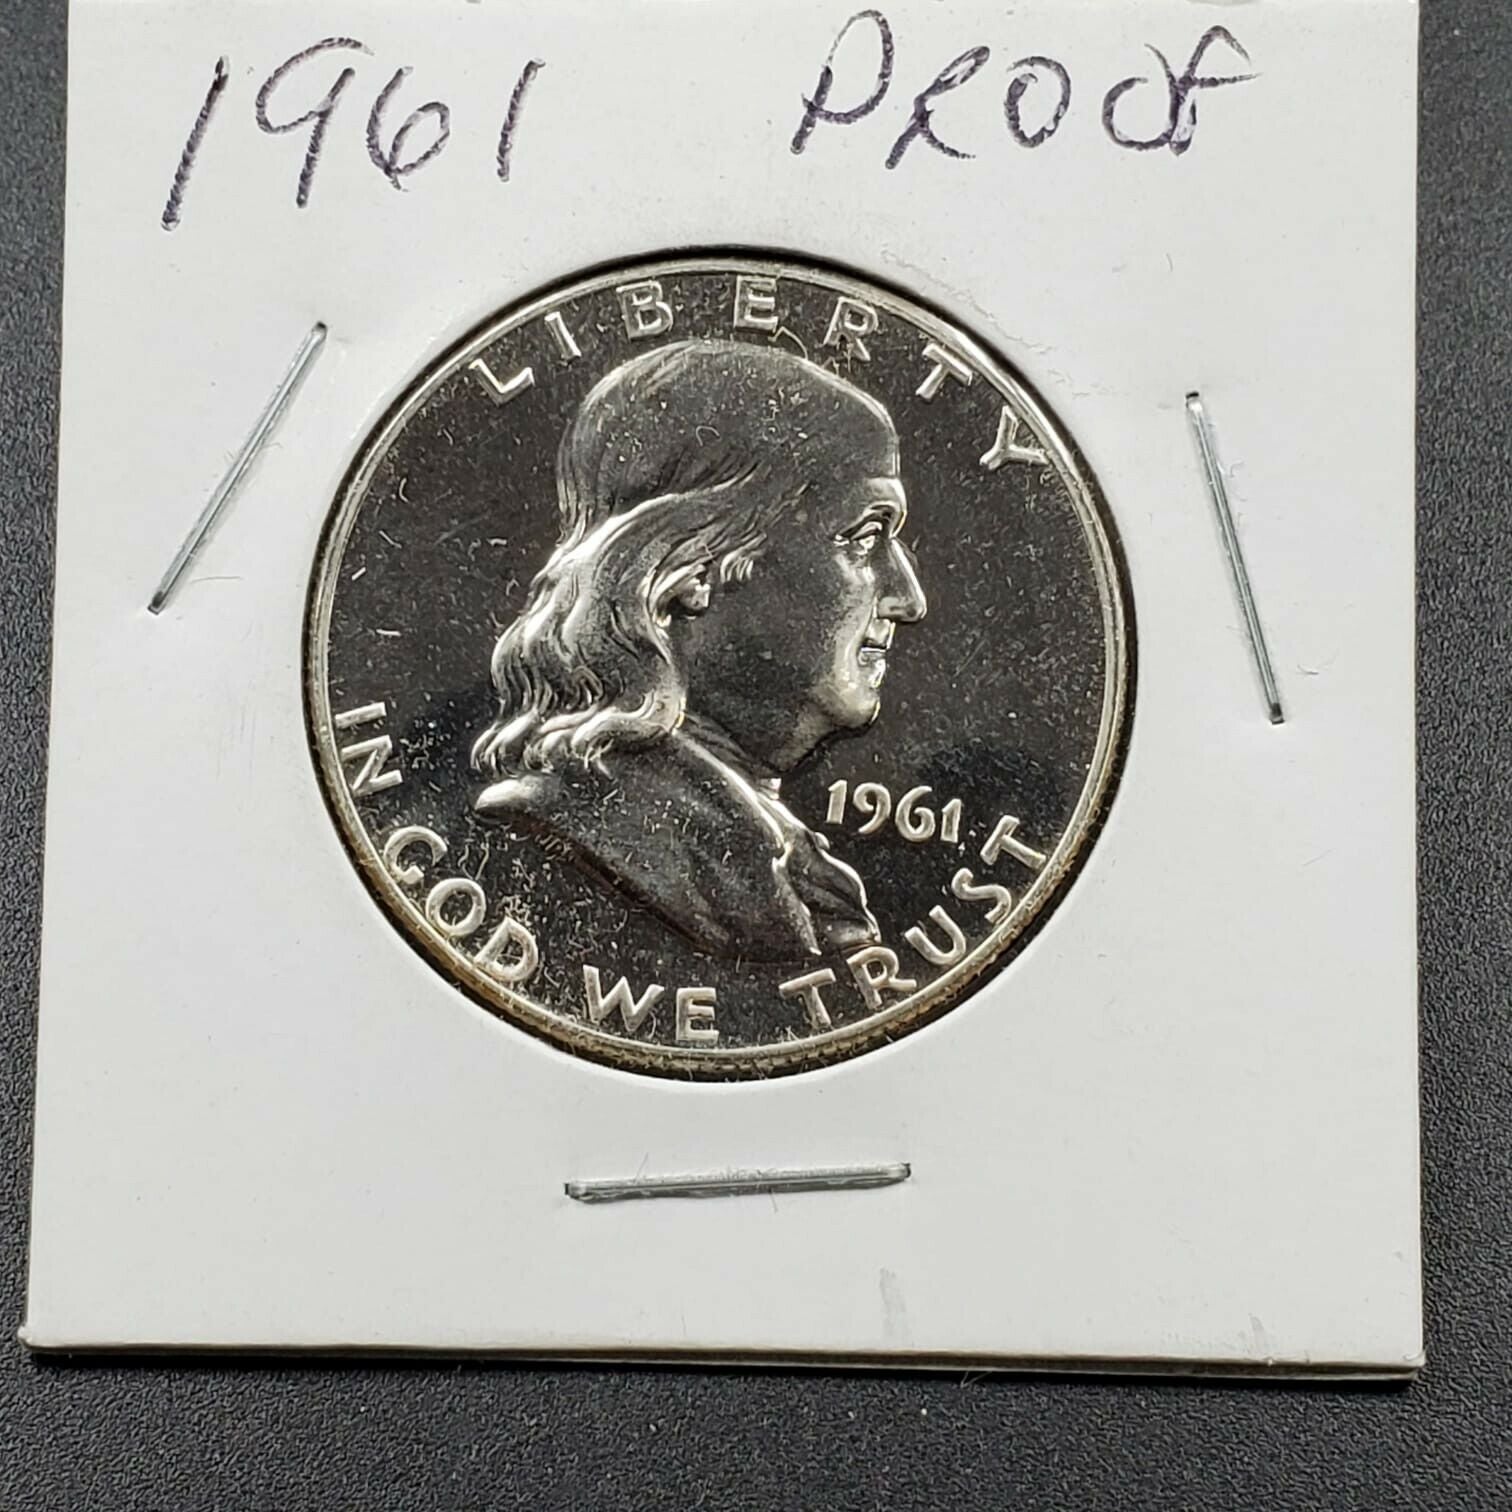 1961 PROOF
LIBERTY
1961
IN GOD WE TRUST